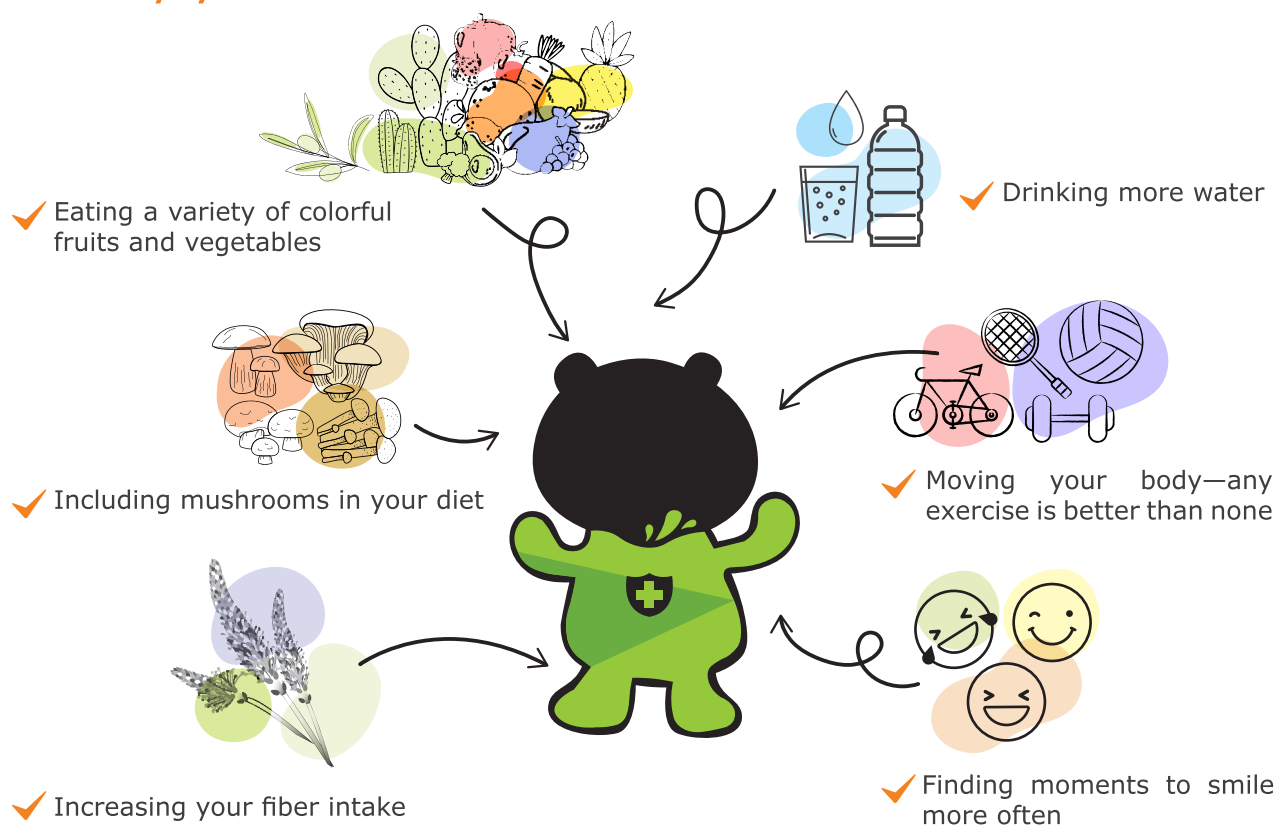 Eating a variety of colorful
fruits and vegetables
Drinking more water
Including mushrooms in your diet
Moving your body—any
exercise is better than none
Increasing your fiber intake
Finding moments to smile
more often